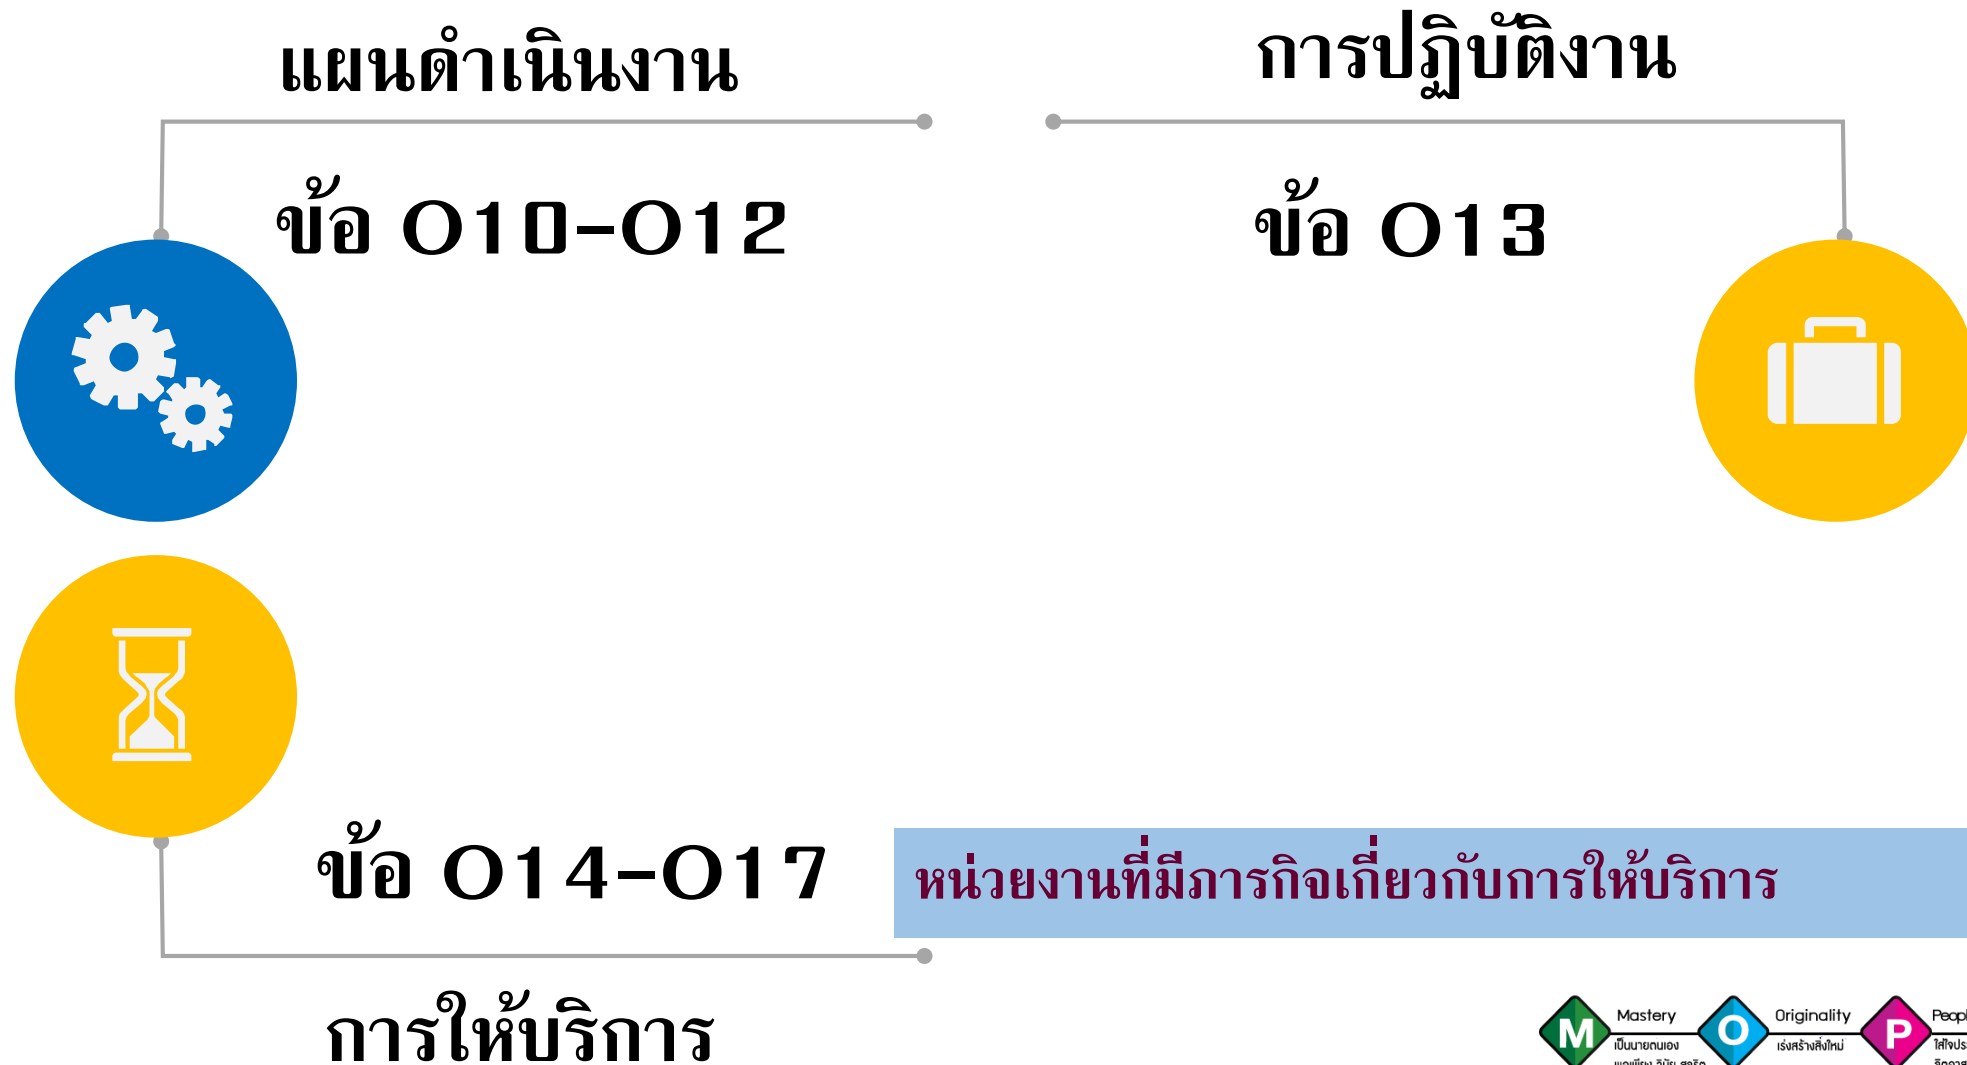 แผนดำเนินงาน
การปฏิบัติงาน
ข้อ O10-O12
ข้อ O13
ข้อ O14-O17
หน่วยงานที่มีภารกิจเกี่ยวกับการให้บริการ
การให้บริการ
M
Mastery
เป็นนายตนเอง
O
Originality
เร่งสร้างสิ่งใหม่
P